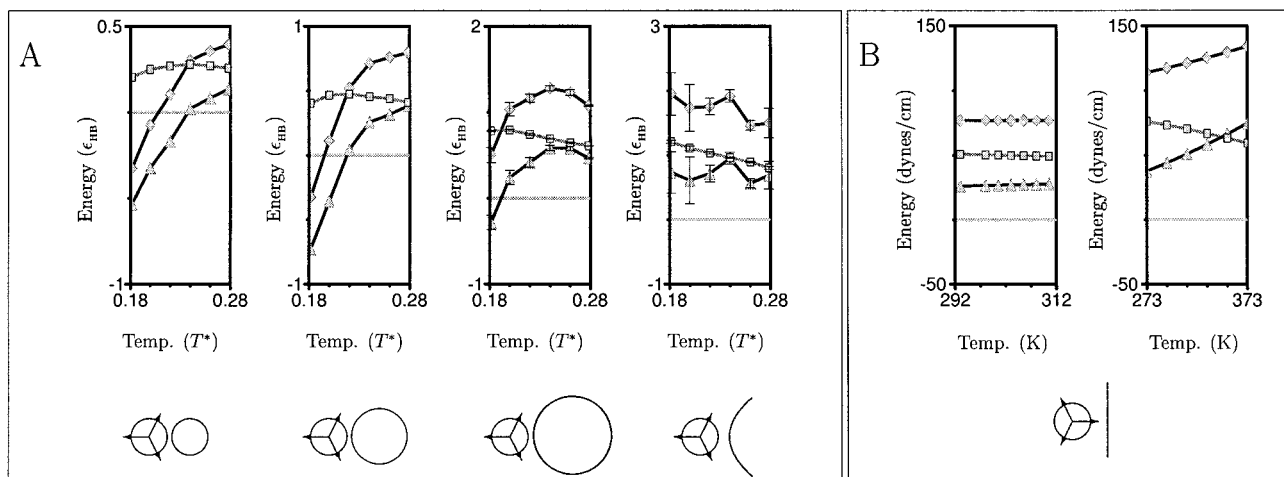 A
0.5
Energy (ϵHB)
-1
0.18
0.28
Temp. (T*)
1
Energy (ϵHB)
-1
0.18
0.28
Temp. (T*)
2
Energy (ϵHB)
-1
0.18
0.28
Temp. (T*)
3
Energy (ϵHB)
-1
0.18
0.28
Temp. (T*)
B
150
Energy (dynes/cm)
-50
292
312
Temp. (K)
150
Energy (dynes/cm)
-50
273
373
Temp. (K)